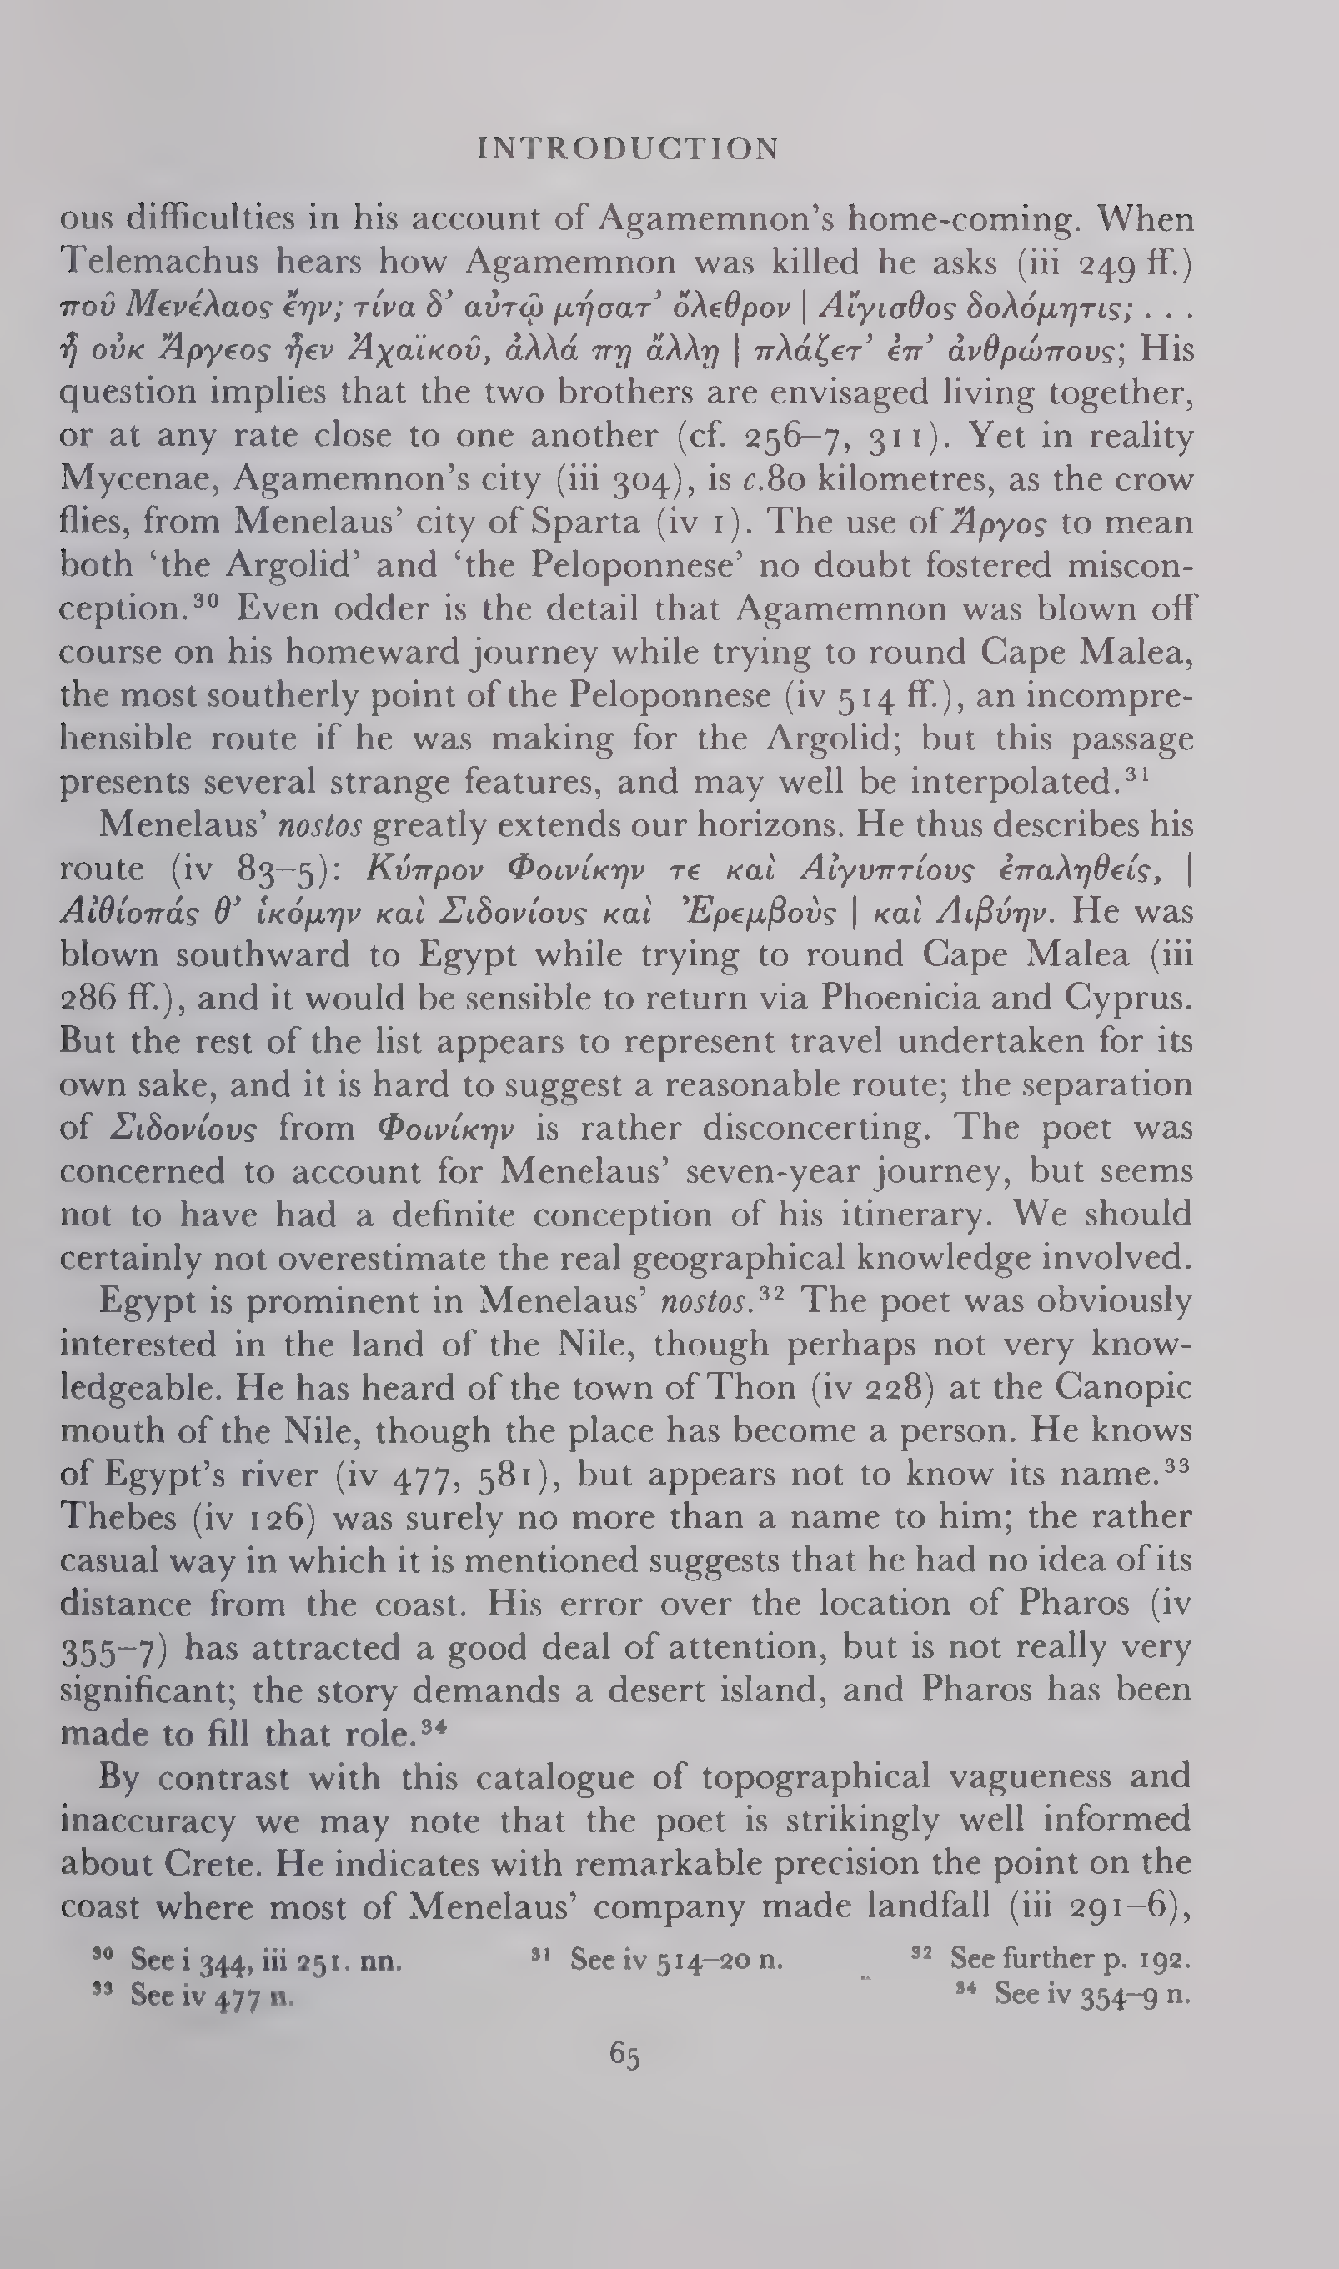 INTRODUCTION
ous difficulties in his account of Agamemnon’s home-coming. When
Telemachus hears how Agamemnon was killed he asks (iii 249 ff.)
ποῦ Μενέλαος ἔην; τίνα δ’ αὐτῷ μήσατ’ ὄλεθρον | Αἴγισθος δολόμητις; . . .
ἦ οὐκ Ἄργεος ἦεν Ἀχαϊκοῦ, ἀλλά πῃ ἄλλῃ | πλάζετ’ ἐπ’ ἀνθρώπους; His
question implies that the two brothers are envisaged living together,
or at any rate close to one another (cf. 256–7, 311). Yet in reality
Mycenae, Agamemnon’s city (iii 304), is c.80 kilometres, as the crow
flies, from Menelaus’ city of Sparta (iv 1). The use of Ἄργος to mean
both ‘the Argolid’ and ‘the Peloponnese’ no doubt fostered miscon-
ception.³⁰ Even odder is the detail that Agamemnon was blown off
course on his homeward journey while trying to round Cape Malea,
the most southerly point of the Peloponnese (iv 514 ff.), an incompre-
hensible route if he was making for the Argolid; but this passage
presents several strange features, and may well be interpolated.³¹
Menelaus’ nostos greatly extends our horizons. He thus describes his
route (iv 83–5): Κύπρον Φοινίκην τε καὶ Αἰγυπτίους ἐπαληθείς, |
Αἰθίοπάς θ’ ἱκόμην καὶ Σιδονίους καὶ Ἐρεμβοὺς | καὶ Λιβύην. He was
blown southward to Egypt while trying to round Cape Malea (iii
286 ff.), and it would be sensible to return via Phoenicia and Cyprus.
But the rest of the list appears to represent travel undertaken for its
own sake, and it is hard to suggest a reasonable route; the separation
of Σιδονίους from Φοινίκην is rather disconcerting. The poet was
concerned to account for Menelaus’ seven-year journey, but seems
not to have had a definite conception of his itinerary. We should
certainly not overestimate the real geographical knowledge involved.
Egypt is prominent in Menelaus’ nostos.³² The poet was obviously
interested in the land of the Nile, though perhaps not very know-
ledgeable. He has heard of the town of Thon (iv 228) at the Canopic
mouth of the Nile, though the place has become a person. He knows
of Egypt’s river (iv 477, 581), but appears not to know its name.³³
Thebes (iv 126) was surely no more than a name to him; the rather
casual way in which it is mentioned suggests that he had no idea of its
distance from the coast. His error over the location of Pharos (iv
355–7) has attracted a good deal of attention, but is not really very
significant; the story demands a desert island, and Pharos has been
made to fill that role.³⁴
By contrast with this catalogue of topographical vagueness and
inaccuracy we may note that the poet is strikingly well informed
about Crete. He indicates with remarkable precision the point on the
coast where most of Menelaus’ company made landfall (iii 291–6),
³⁰ See i 344, iii 251. nn. ³¹ See iv 514–20 n. ³² See further p. 192.
³³ See iv 477 n. ³⁴ See iv 354–9 n.
65